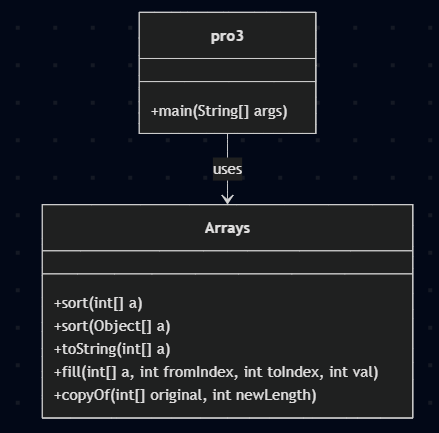 pro3
+main(String[] args)
uses
Arrays
+sort(int[] a)
+sort(Object[] a)
+toString(int[] a)
+fill(int[] a, int fromIndex, int toIndex, int val)
+copyOf(int[] original, int newLength)